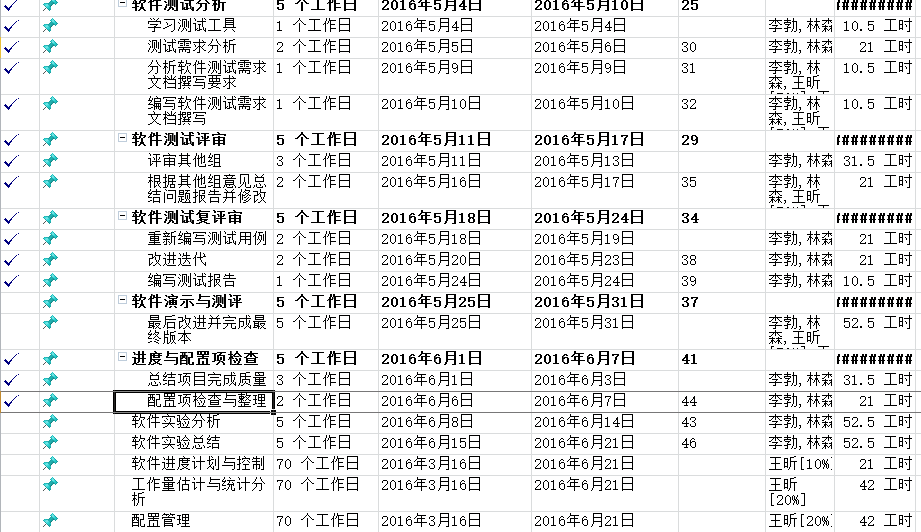 软件测试分析 5 个工作日 2016年5月4日 2016年5月10日 25 #########
学习测试工具 1 个工作日 2016年5月4日 2016年5月4日 李勃,林森 10.5 工时
测试需求分析 2 个工作日 2016年5月5日 2016年5月6日 30 李勃,林森 21 工时
分析软件测试需求 1 个工作日 2016年5月9日 2016年5月9日 31 李勃,林 10.5 工时
文档撰写要求 森,王昕
编写软件测试需求 1 个工作日 2016年5月10日 2016年5月10日 32 李勃,林 10.5 工时
文档撰写 森,王昕
软件测试评审 5 个工作日 2016年5月11日 2016年5月17日 29 #########
评审其他组 3 个工作日 2016年5月11日 2016年5月13日 李勃,林森 31.5 工时
根据其他组意见总 2 个工作日 2016年5月16日 2016年5月17日 35 李勃,林 21 工时
结问题报告并修改 森,王昕
软件测试复评审 5 个工作日 2016年5月18日 2016年5月24日 34 #########
重新编写测试用例 2 个工作日 2016年5月18日 2016年5月19日 李勃,林森 21 工时
改进迭代 2 个工作日 2016年5月20日 2016年5月23日 38 李勃,林森 21 工时
编写测试报告 1 个工作日 2016年5月24日 2016年5月24日 39 李勃,林森 10.5 工时
软件演示与测评 5 个工作日 2016年5月25日 2016年5月31日 37 #########
最后改进并完成最 5 个工作日 2016年5月25日 2016年5月31日 李勃,林 52.5 工时
终版本 森,王昕
进度与配置项检查 5 个工作日 2016年6月1日 2016年6月7日 41 #########
总结项目完成质量 3 个工作日 2016年6月1日 2016年6月3日 李勃,林森 31.5 工时
配置项检查与整理 2 个工作日 2016年6月6日 2016年6月7日 44 李勃,林森 21 工时
软件实验分析 5 个工作日 2016年6月8日 2016年6月14日 43 李勃,林森 52.5 工时
软件实验总结 5 个工作日 2016年6月15日 2016年6月21日 46 李勃,林森 52.5 工时
软件进度计划与控制 70 个工作日 2016年3月16日 2016年6月21日 王昕[10% 21 工时
工作量估计与统计分 70 个工作日 2016年3月16日 2016年6月21日 王昕 42 工时
析 [20%]
配置管理 70 个工作日 2016年3月16日 2016年6月21日 王昕[20% 42 工时